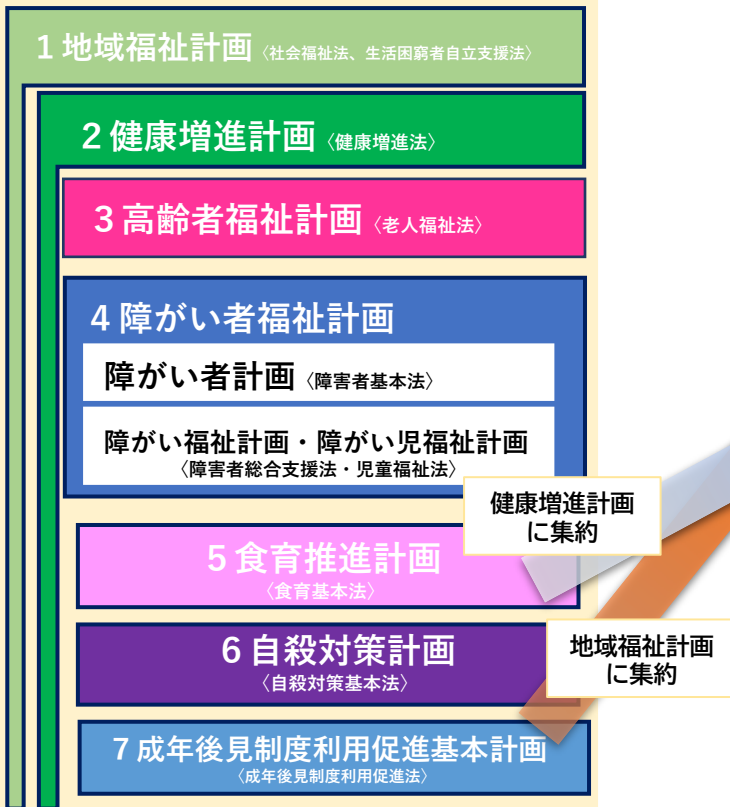 1 地域福祉計画〈社会福祉法、生活困窮者自立支援法〉
2 健康増進計画〈健康増進法〉
3 高齢者福祉計画〈老人福祉法〉
4 障がい者福祉計画
障がい者計画〈障害者基本法〉
障がい福祉計画・障がい児福祉計画
〈障害者総合支援法・児童福祉法〉
健康増進計画
に集約
5 食育推進計画
〈食育基本法〉
6 自殺対策計画
〈自殺対策基本法〉
地域福祉計画
に集約
7 成年後見制度利用促進基本計画
〈成年後見制度利用促進法〉